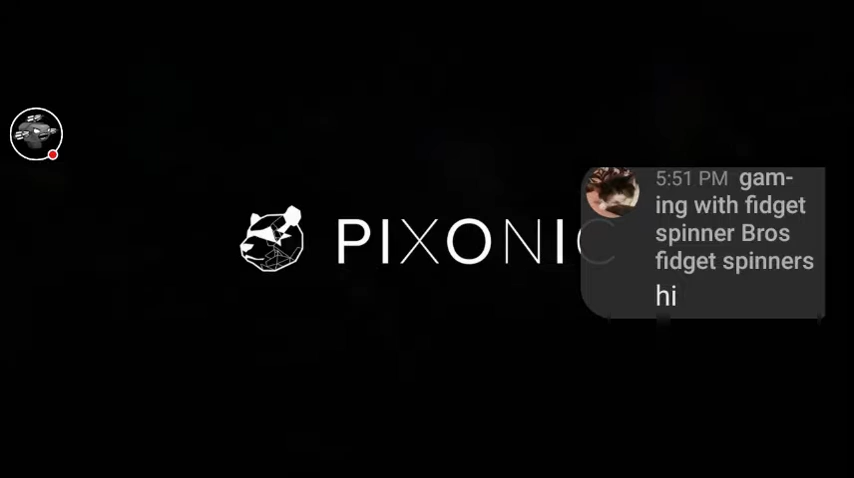 PIXONIC
5:51 PM gam-
ing with fidget
spinner Bros
fidget spinners
hi